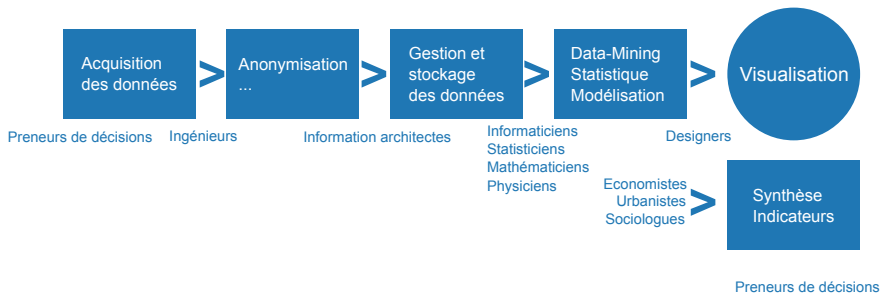 Acquisition
des données
>
Anonymisation
...
>
Gestion et
stockage
des données
>
Data-Mining
Statistique
Modélisation
>
Visualisation
Preneurs de décisions
Ingénieurs
Information architectes
Informaticiens
Statisticiens
Mathématiciens
Physiciens
Designers
Economistes
Urbanistes
Sociologues
>
Synthèse
Indicateurs
Preneurs de décisions